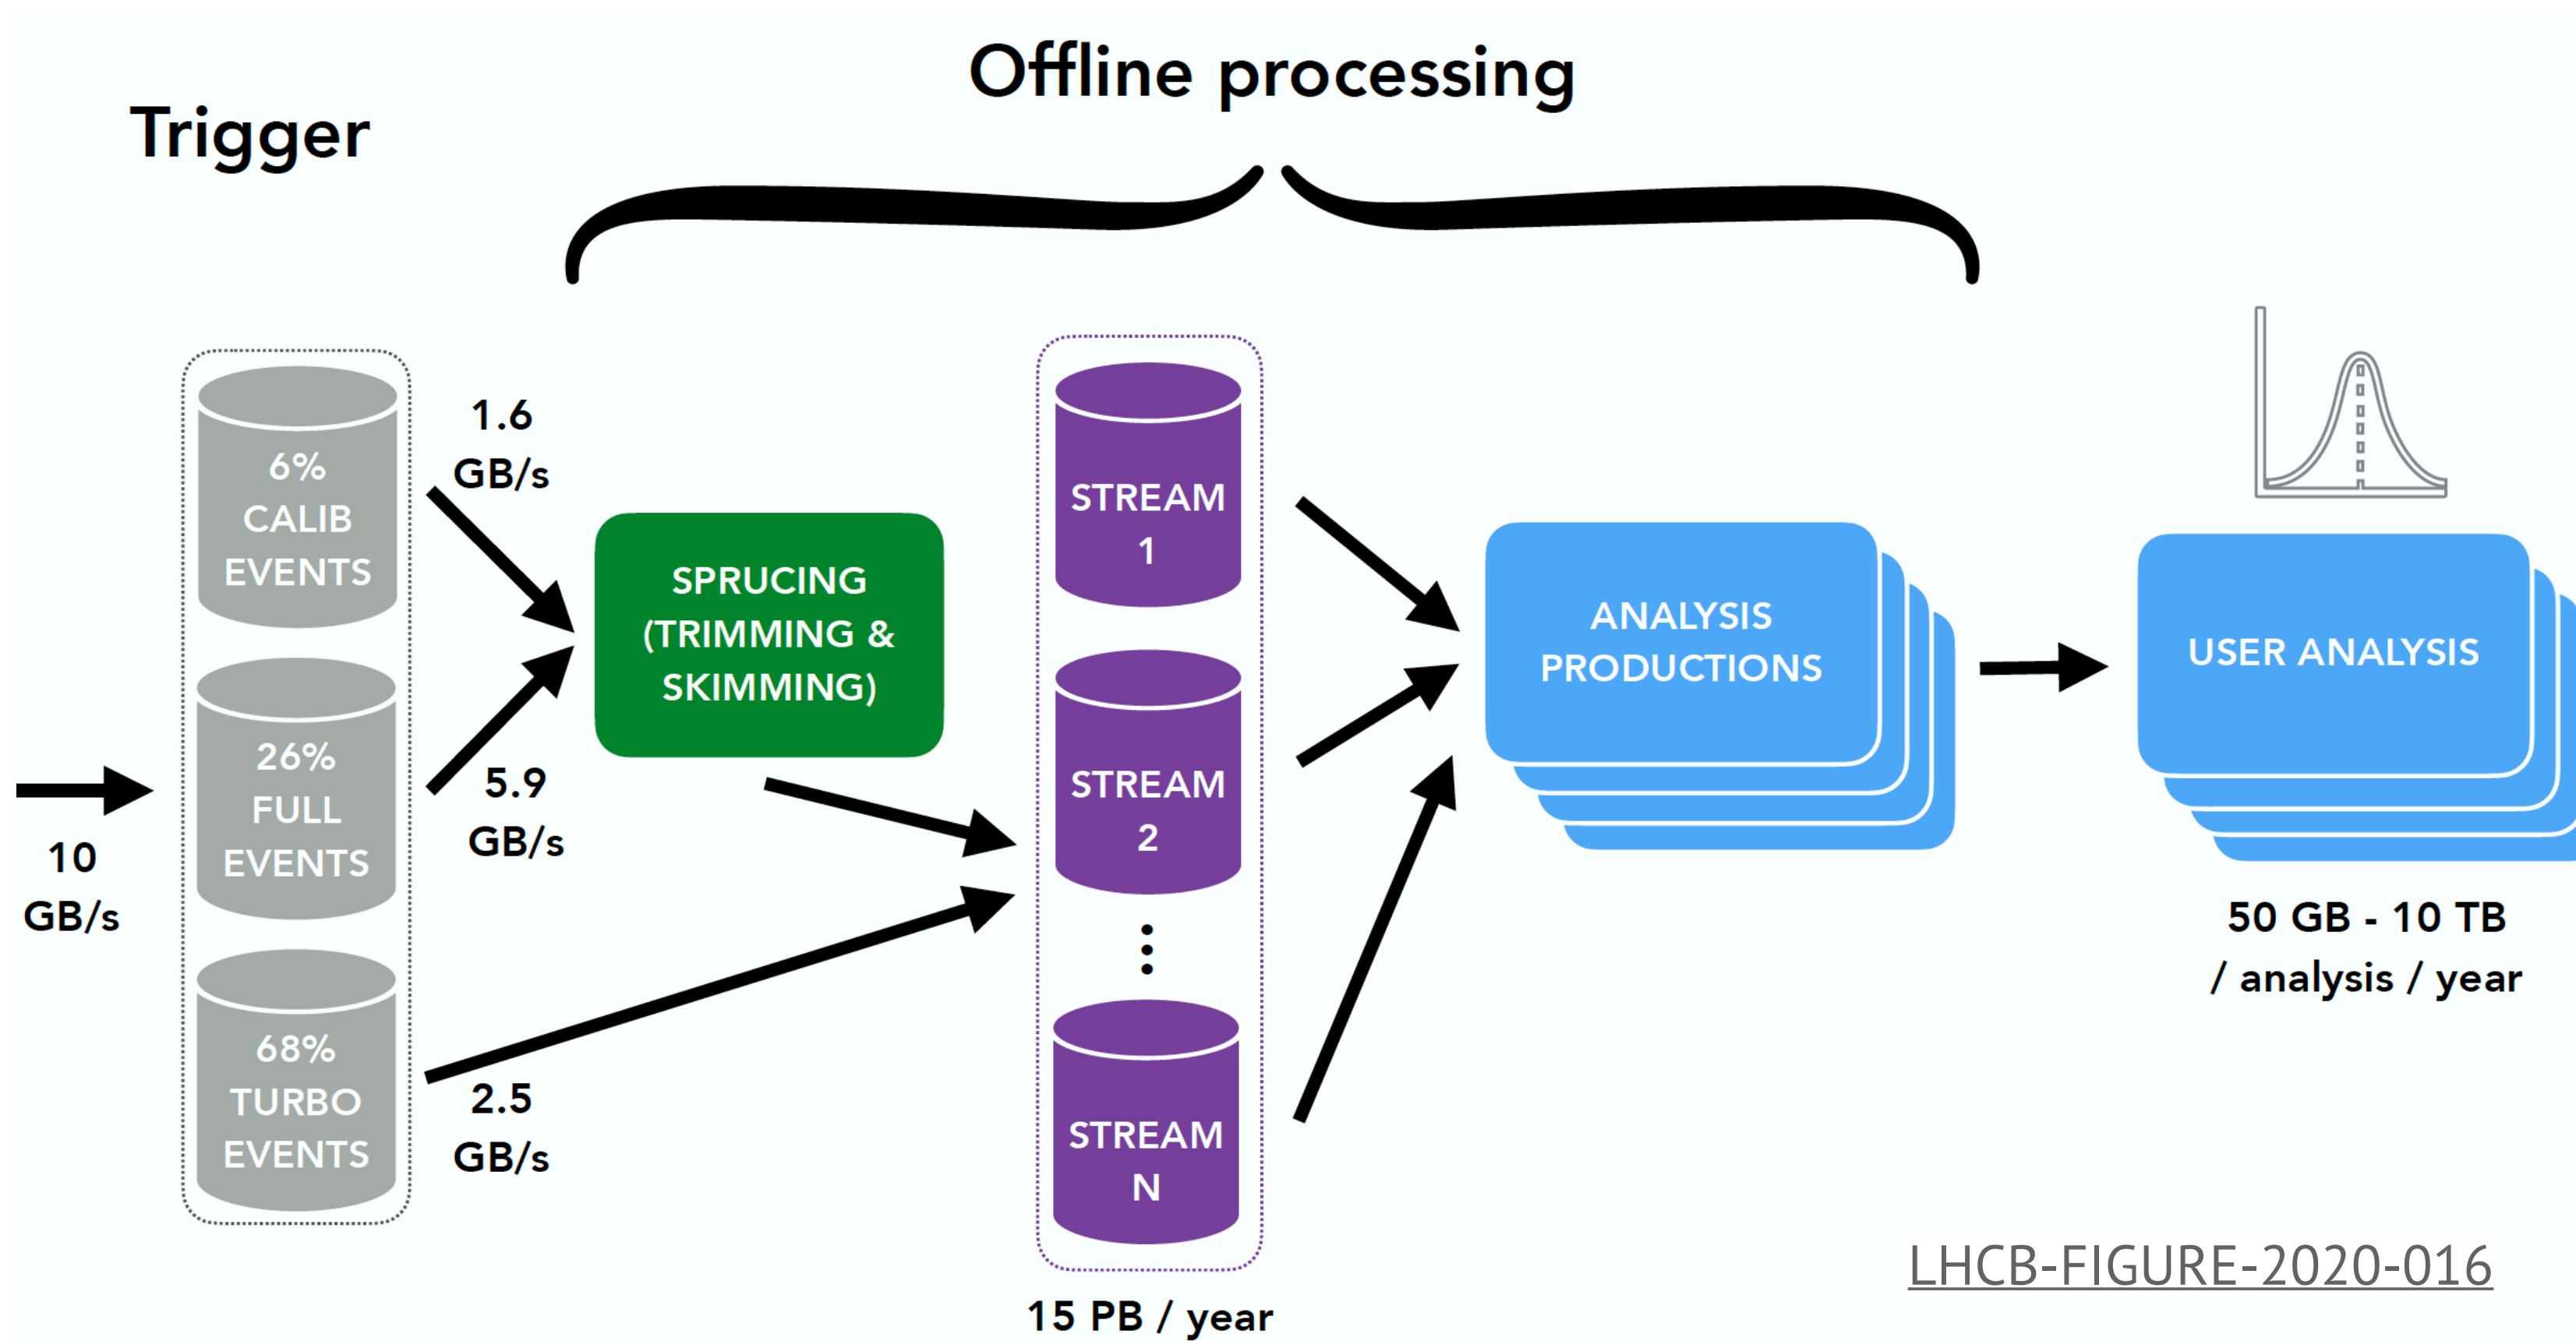 Offline processing
Trigger
1.6
GB/s
6%
CALIB
EVENTS
26%
FULL
EVENTS
5.9
GB/s
10
GB/s
68%
TURBO
EVENTS
2.5
GB/s
SPRUCING
(TRIMMING &
SKIMMING)
STREAM
1
STREAM
2
STREAM
N
15 PB / year
ANALYSIS
PRODUCTIONS
USER ANALYSIS
50 GB - 10 TB
/ analysis / year
LHCB-FIGURE-2020-016